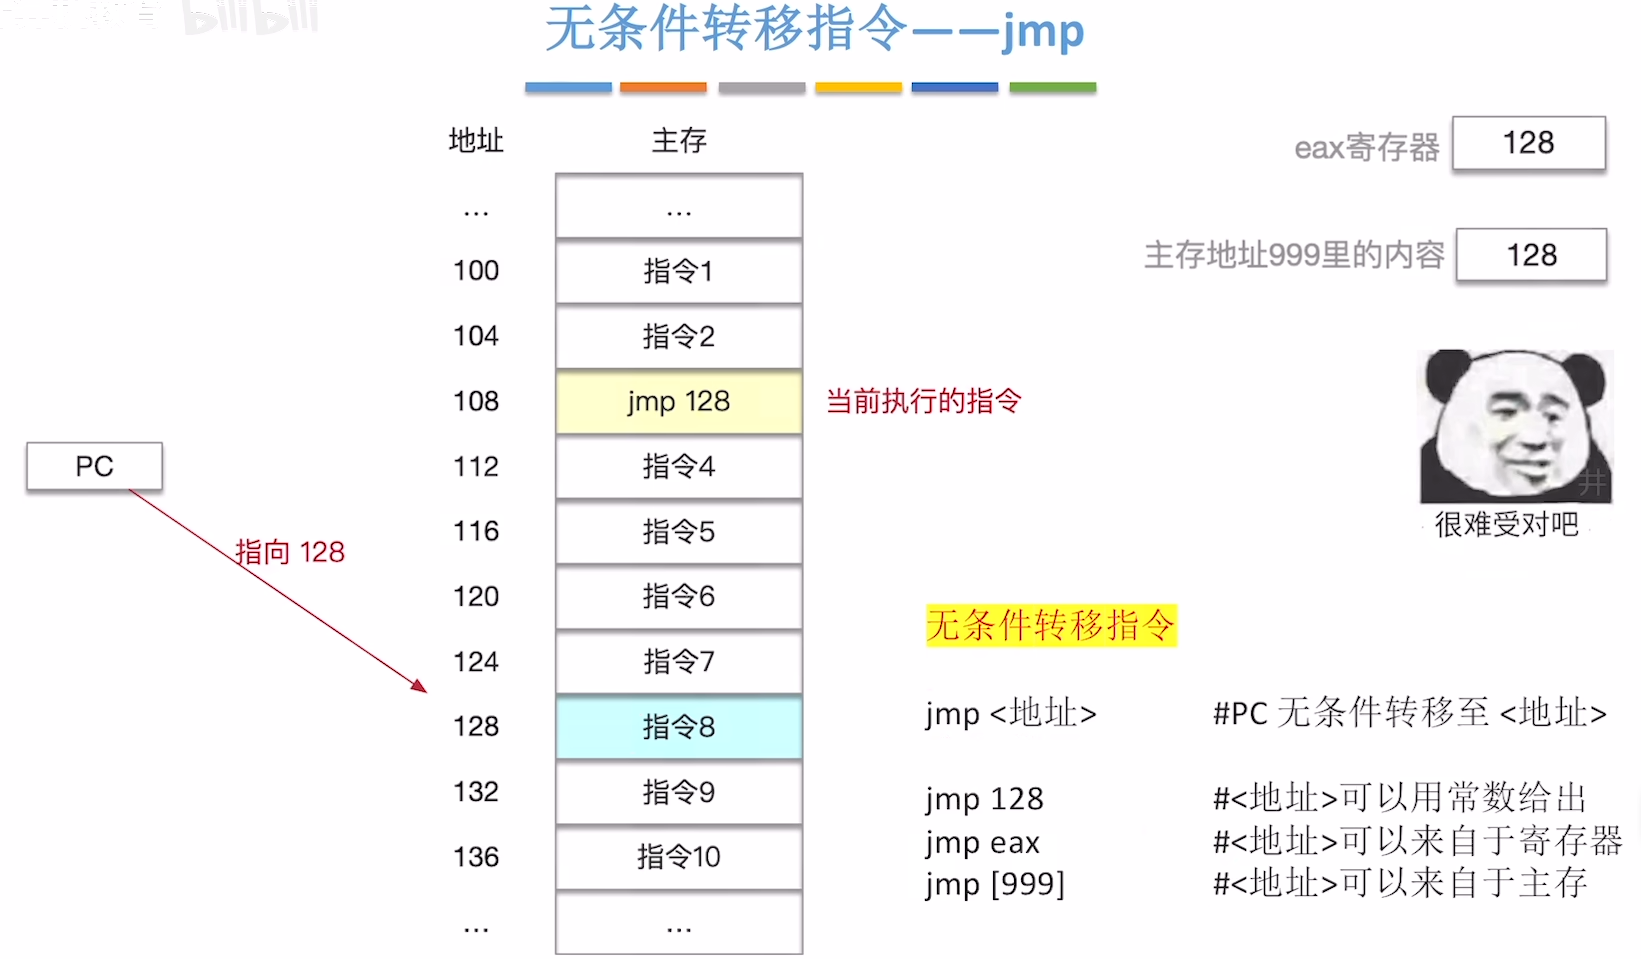 bilibili
无条件转移指令——jmp
地址 主存
eax寄存器 128
... ...
主存地址999里的内容 128
100 指令1
104 指令2
108 jmp 128 当前执行的指令
PC
112 指令4
116 指令5
很难受对吧
指向 128
120 指令6
无条件转移指令
124 指令7
128 指令8
jmp <地址> #PC 无条件转移至 <地址>
132 指令9
jmp 128 #<地址>可以用常数给出
136 指令10
jmp eax #<地址>可以来自于寄存器
jmp [999] #<地址>可以来自于主存
... ...